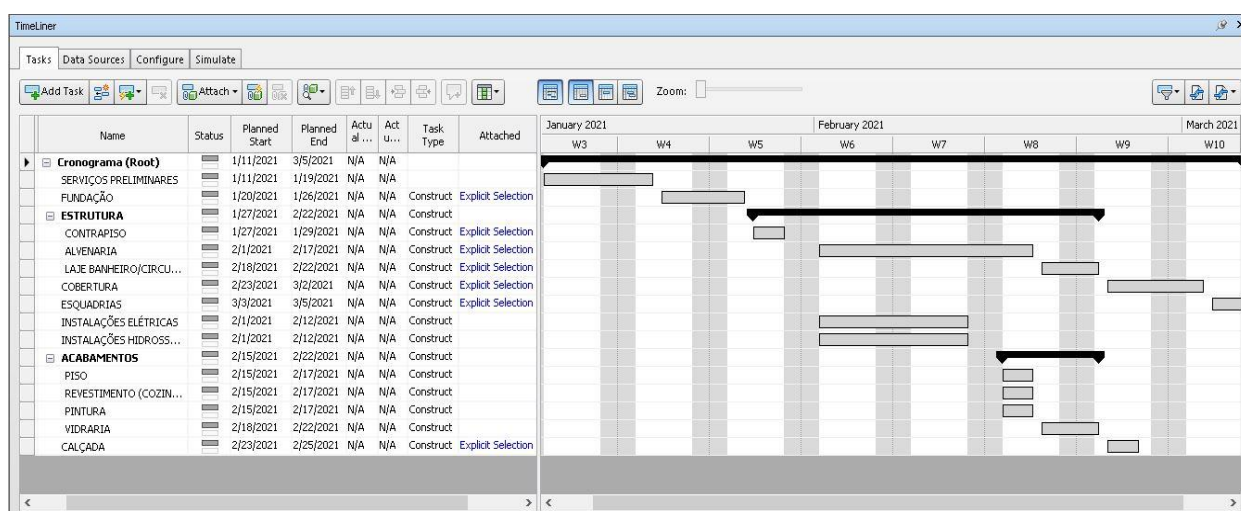 TimeLiner
Tasks Data Sources Configure Simulate
Add Task Attach Zoom:
Name Status Planned Start Planned End Actu al ... Act u... Task Type Attached January 2021 February 2021 March 2021
W3 W4 W5 W6 W7 W8 W9 W10
Cronograma (Root) 1/11/2021 3/5/2021 N/A N/A
SERVIÇOS PRELIMINARES 1/11/2021 1/19/2021 N/A N/A
FUNDAÇÃO 1/20/2021 1/26/2021 N/A N/A Construct Explicit Selection
ESTRUTURA 1/27/2021 2/22/2021 N/A N/A Construct
CONTRAPISO 1/27/2021 1/29/2021 N/A N/A Construct Explicit Selection
ALVENARIA 2/1/2021 2/17/2021 N/A N/A Construct Explicit Selection
LAJE BANHEIRO/CIRCU... 2/18/2021 2/22/2021 N/A N/A Construct Explicit Selection
COBERTURA 2/23/2021 3/2/2021 N/A N/A Construct Explicit Selection
ESQUADRIAS 3/3/2021 3/5/2021 N/A N/A Construct Explicit Selection
INSTALAÇÕES ELÉTRICAS 2/1/2021 2/12/2021 N/A N/A Construct
INSTALAÇÕES HIDROSS... 2/1/2021 2/12/2021 N/A N/A Construct
ACABAMENTOS 2/15/2021 2/22/2021 N/A N/A Construct
PISO 2/15/2021 2/17/2021 N/A N/A Construct
REVESTIMENTO (COZIN... 2/15/2021 2/17/2021 N/A N/A Construct
PINTURA 2/15/2021 2/17/2021 N/A N/A Construct
VIDRARIA 2/18/2021 2/22/2021 N/A N/A Construct
CALÇADA 2/23/2021 2/25/2021 N/A N/A Construct Explicit Selection